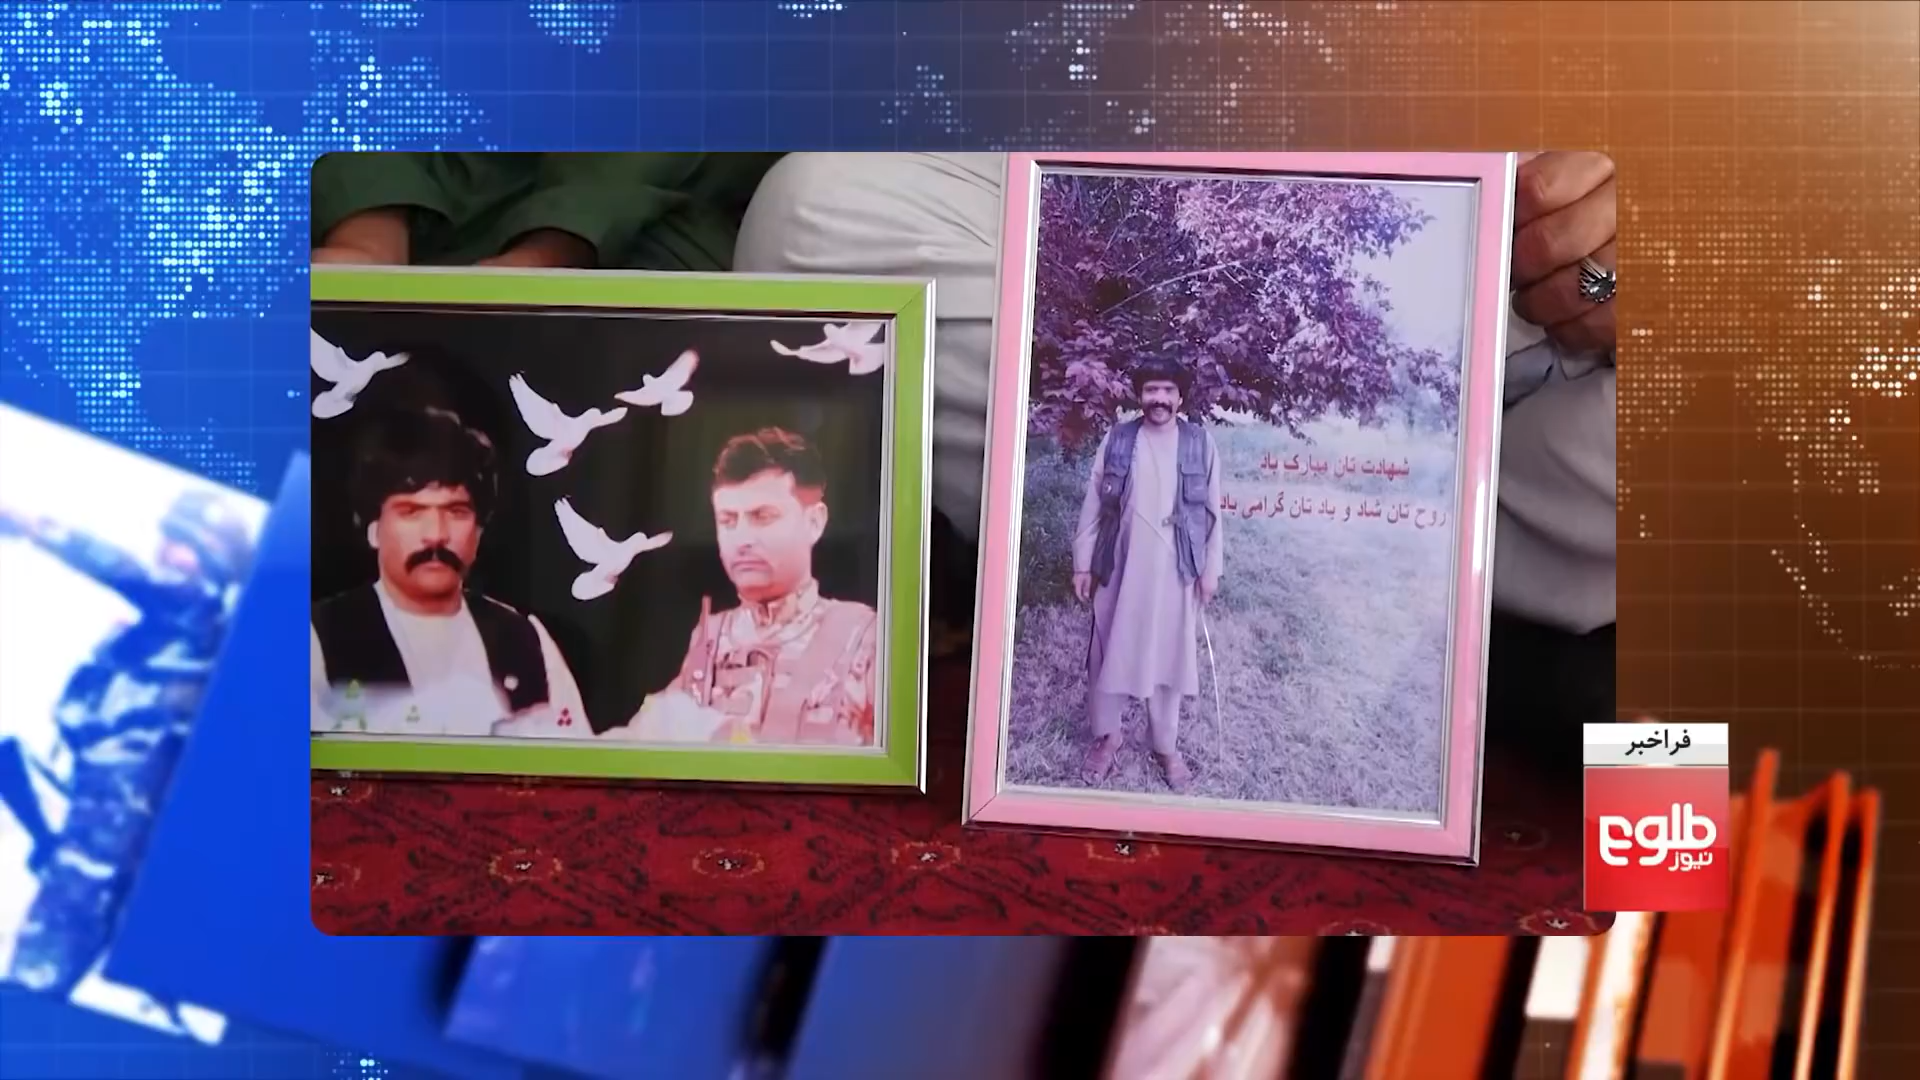 شهادت تان مبارک باد
روح تان شاد و یاد تان گرامی باد
فراخبر
طلوع
نیوز